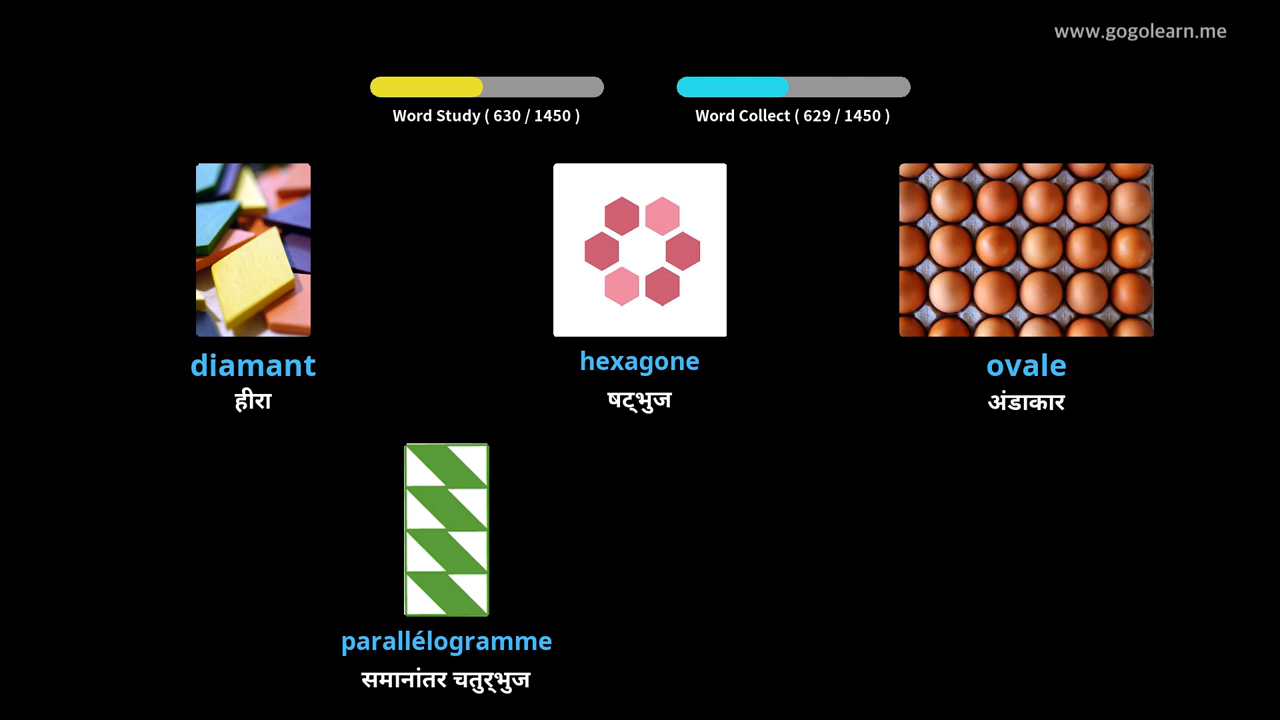 www.gogolearn.me
Word Study ( 630 / 1450 )
Word Collect ( 629 / 1450 )
diamant
हीरा
hexagone
षट्भुज
ovale
अंडाकार
parallélogramme
समानांतर चतुर्भुज